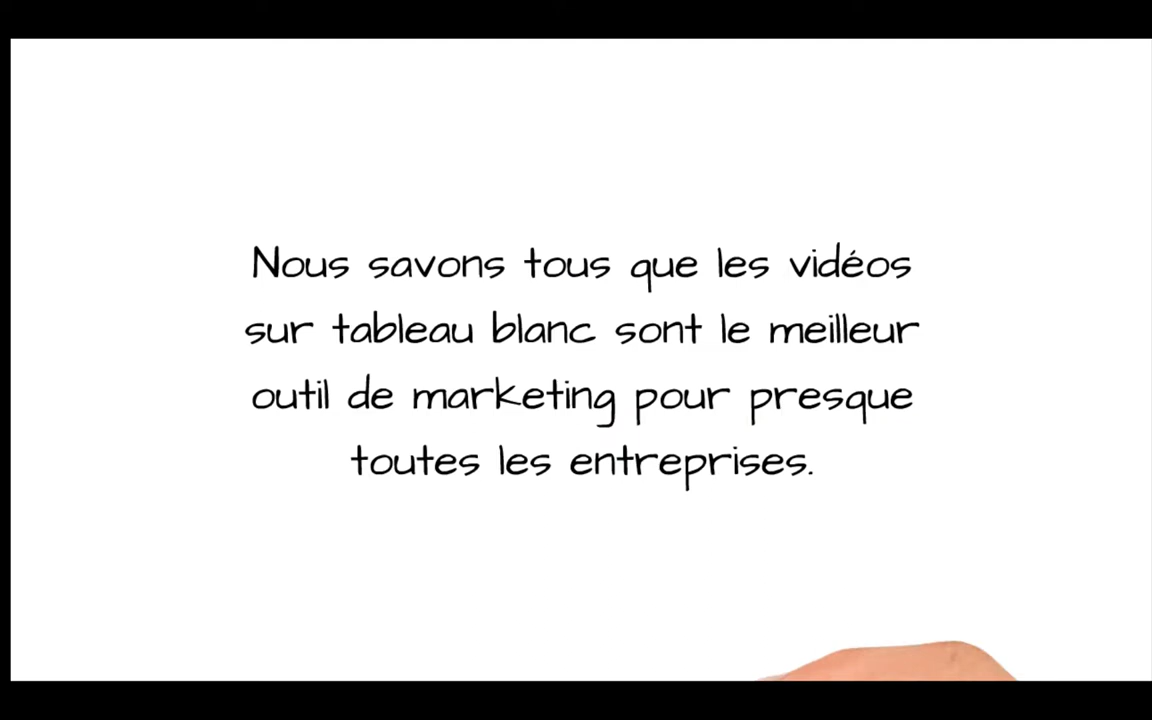 Nous savons tous que les vidéos
sur tableau blanc sont le meilleur
outil de marketing pour presque
toutes les entreprises.